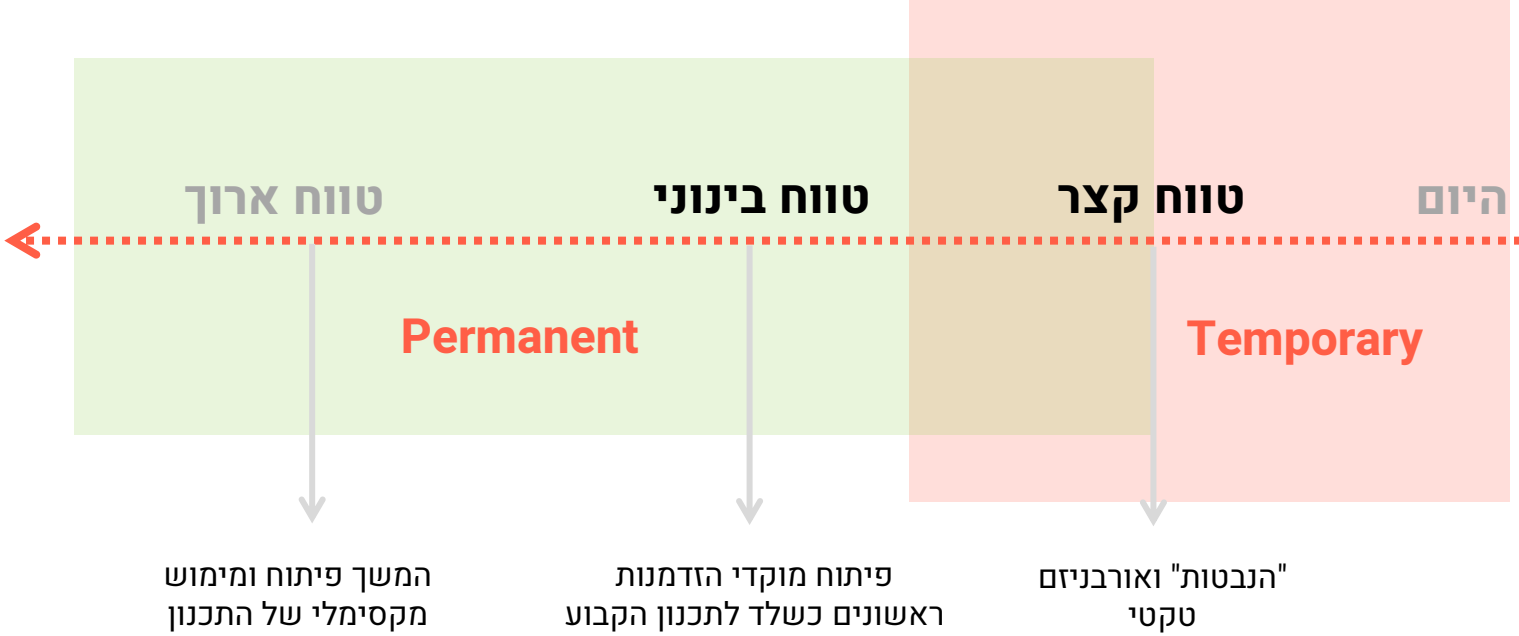 היום
טווח קצר
טווח בינוני
טווח ארוך
Temporary
Permanent
"הנבטות" ואורבניזם
טקטי
פיתוח מוקדי הזדמנות
ראשונים כשלד לתכנון הקבוע
המשך פיתוח ומימוש
מקסימלי של התכנון